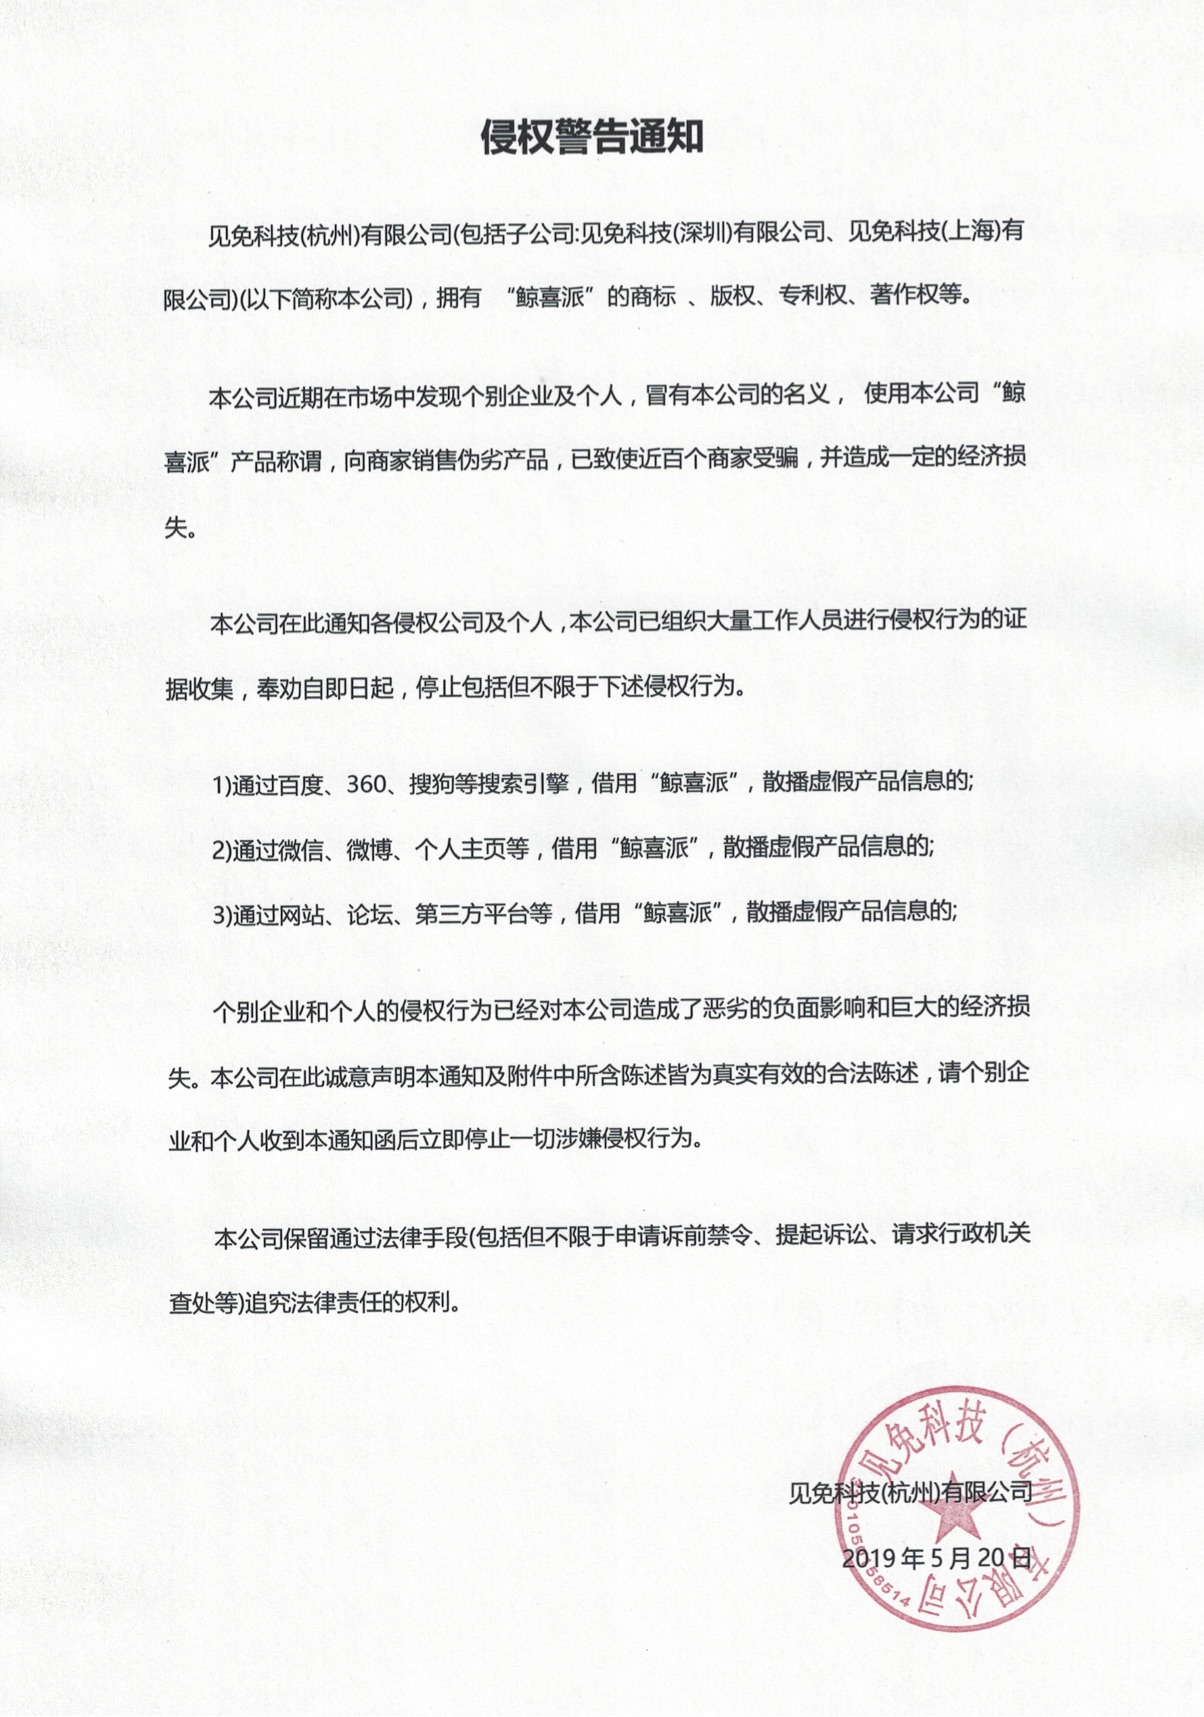 侵权警告通知
见免科技(杭州)有限公司(包括子公司:见免科技(深圳)有限公司、见免科技(上海)有
限公司)(以下简称本公司)，拥有 “鲸喜派”的商标 、版权、专利权、著作权等。
本公司近期在市场中发现个别企业及个人，冒有本公司的名义， 使用本公司“鲸
喜派”产品称谓，向商家销售伪劣产品，已致使近百个商家受骗，并造成一定的经济损
失。
本公司在此通知各侵权公司及个人，本公司已组织大量工作人员进行侵权行为的证
据收集，奉劝自即日起，停止包括但不限于下述侵权行为。
1)通过百度、360、搜狗等搜索引擎，借用“鲸喜派”，散播虚假产品信息的;
2)通过微信、微博、个人主页等，借用“鲸喜派”，散播虚假产品信息的;
3)通过网站、论坛、第三方平台等，借用“鲸喜派”，散播虚假产品信息的;
个别企业和个人的侵权行为已经对本公司造成了恶劣的负面影响和巨大的经济损
失。本公司在此诚意声明本通知及附件中所含陈述皆为真实有效的合法陈述，请个别企
业和个人收到本通知函后立即停止一切涉嫌侵权行为。
本公司保留通过法律手段(包括但不限于申请诉前禁令、提起诉讼、请求行政机关
查处等)追究法律责任的权利。
见免科技（杭州）有限公司
见免科技(杭州)有限公司
2019年5月20日